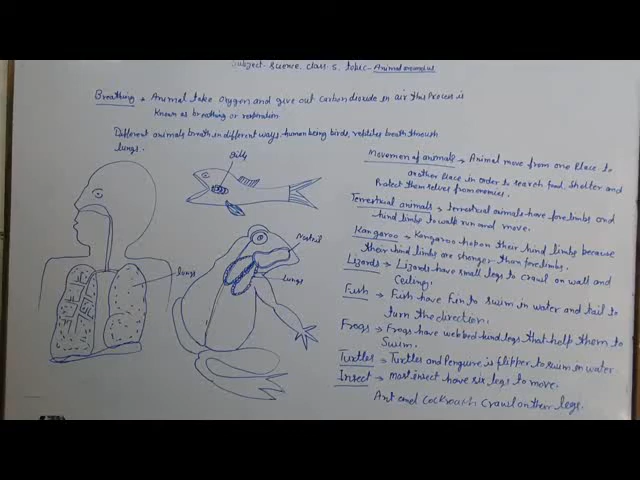 Subject - Science. class - 5. topic - Animal
Breathing → Animal take oxygen and give out carbondioxide in air this Process is
known as breathing or respiration
Different animals breath in different ways. human being birds, reptiles breath through
lungs.
Gills
lungs
Nostril
lungs
Movement of animals → Animal move from one Place to
another Place in order to search food, Shelter and
Protect them selves from enemies.
Terrestrial animals → terrestrial animals have forelimbs and
hind limbs to walk run and move.
Kangaroo → Kangaroo hop on their hind limbs because
their hind limbs are stronger than forelimbs.
Lizards → Lizards have small legs to crawl on wall and
Ceiling.
Fish → Fish have Fin to swim in water and tail to
turn the direction.
Frogs → Frogs have webbed hind legs that help them to
Swim.
Turtles → Turtles and Penguine is flipper to swim in water
Insect → most insect have six legs to move.
Ant and Cockroach crawl on their legs.